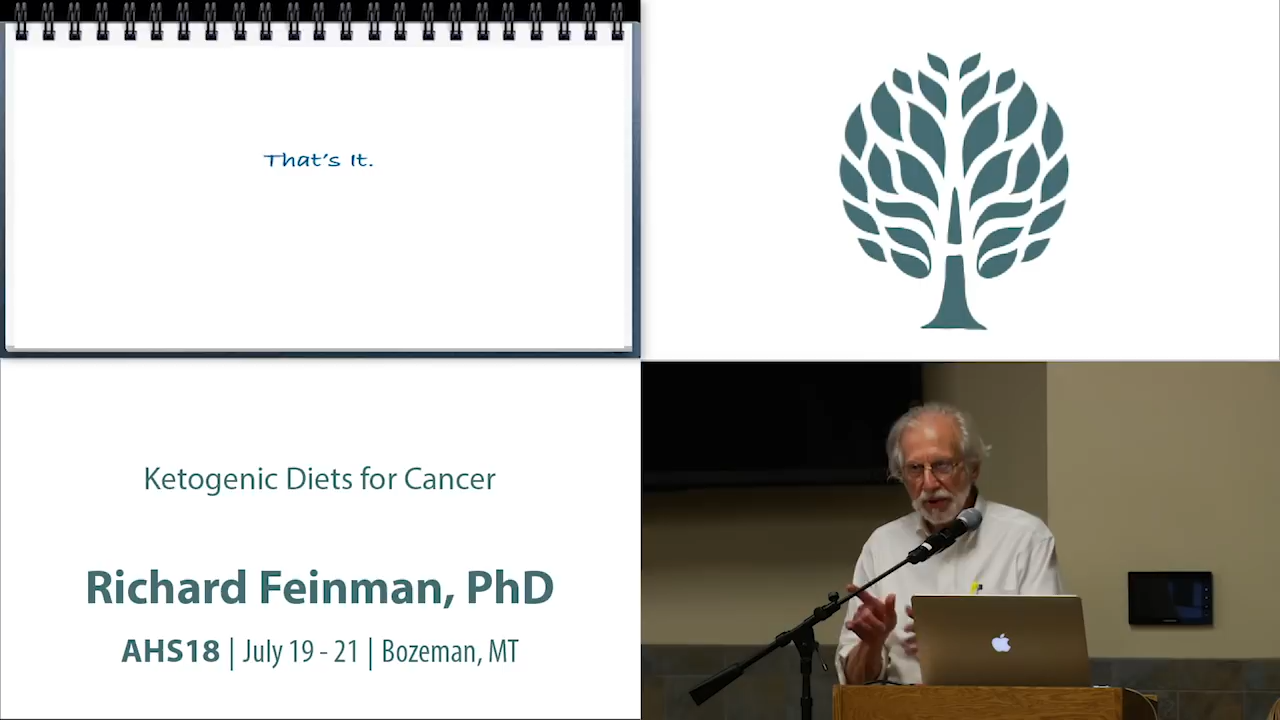 That's It.
Ketogenic Diets for Cancer
Richard Feinman, PhD
AHS18 | July 19 - 21 | Bozeman, MT